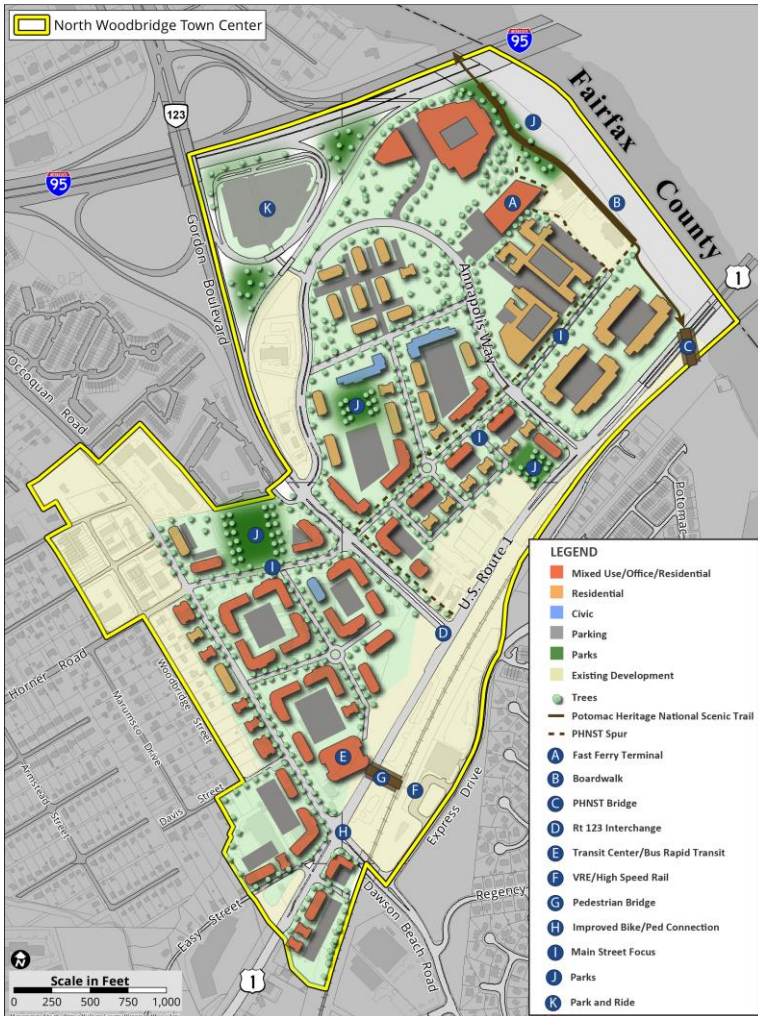 North Woodbridge Town Center
INTERSTATE
95
123
INTERSTATE
95
Fairfax County
J
B
A
K
Gordon Boulevard
Annapolis Way
1
C
I
Occoquan Road
J
I
J
Potomac
J
I
U.S. Route 1
D
Horner Road
Marumsco Drive
Woodbridge Street
Armstead Street
Davis Street
E
G
F
Express Drive
H
Easy Street
Dawson Beach Road
Regency
1
LEGEND
Mixed Use/Office/Residential
Residential
Civic
Parking
Parks
Existing Development
Trees
Potomac Heritage National Scenic Trail
PHNST Spur
A Fast Ferry Terminal
B Boardwalk
C PHNST Bridge
D Rt 123 Interchange
E Transit Center/Bus Rapid Transit
F VRE/High Speed Rail
G Pedestrian Bridge
H Improved Bike/Ped Connection
I Main Street Focus
J Parks
K Park and Ride
N
Scale in Feet
0 250 500 750 1,000